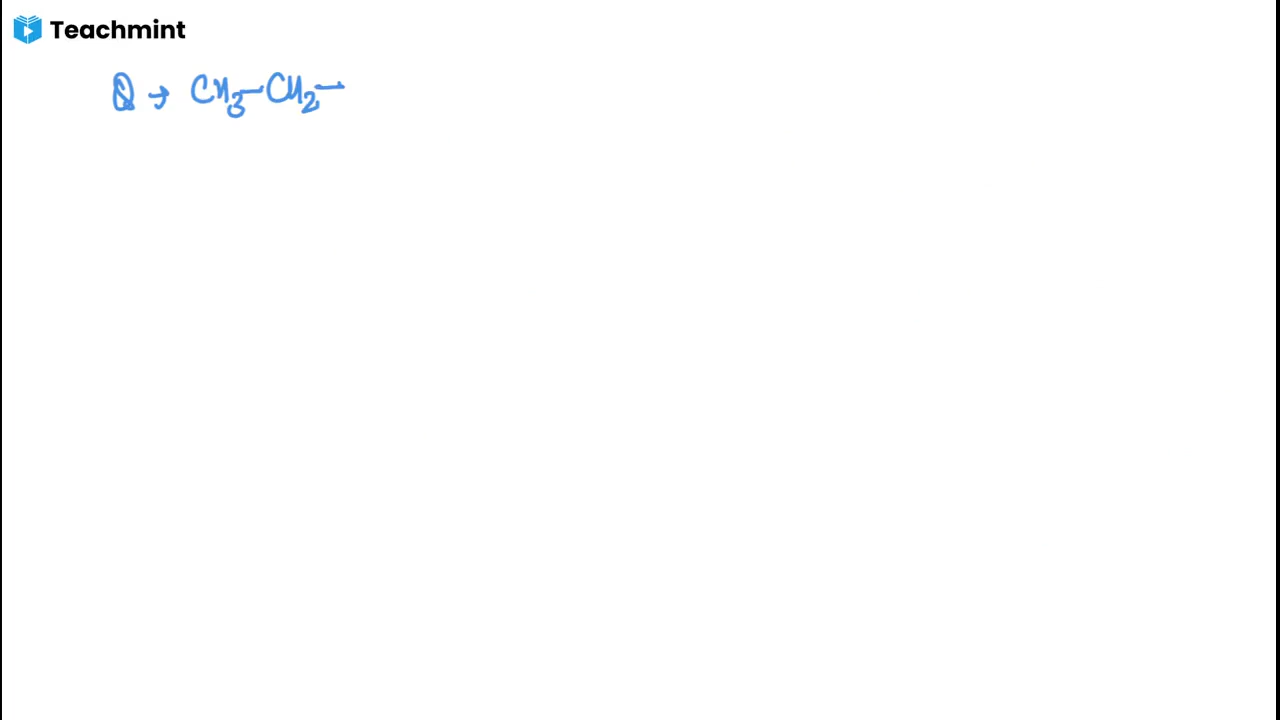 Teachmint
Q → CH3-CH2-